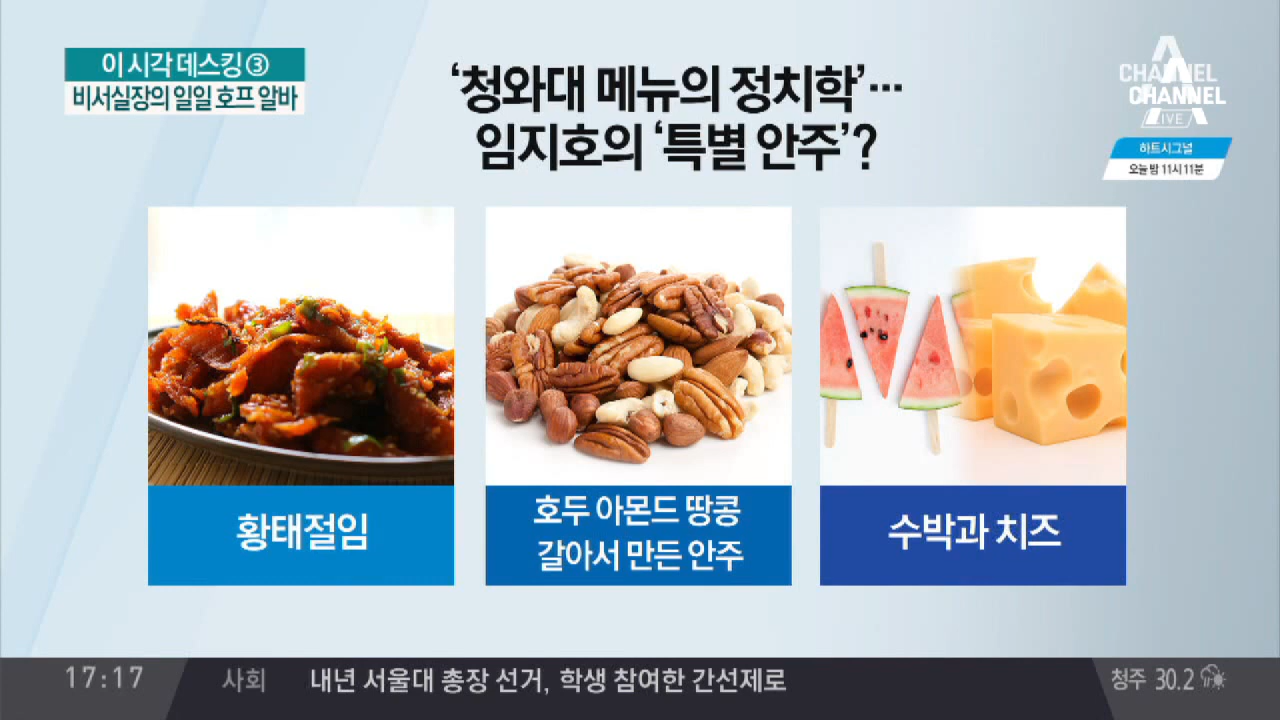 이 시각 데스킹 ③
비서실장의 일일 호프 알바
‘청와대 메뉴의 정치학’…
임지호의 ‘특별 안주’?
CHANNEL
CHANNEL
LIVE
하트시그널
오늘 밤 11시 11분
황태절임
호두 아몬드 땅콩
갈아서 만든 안주
수박과 치즈
17:17 사회 내년 서울대 총장 선거, 학생 참여한 간선제로 청주 30.2